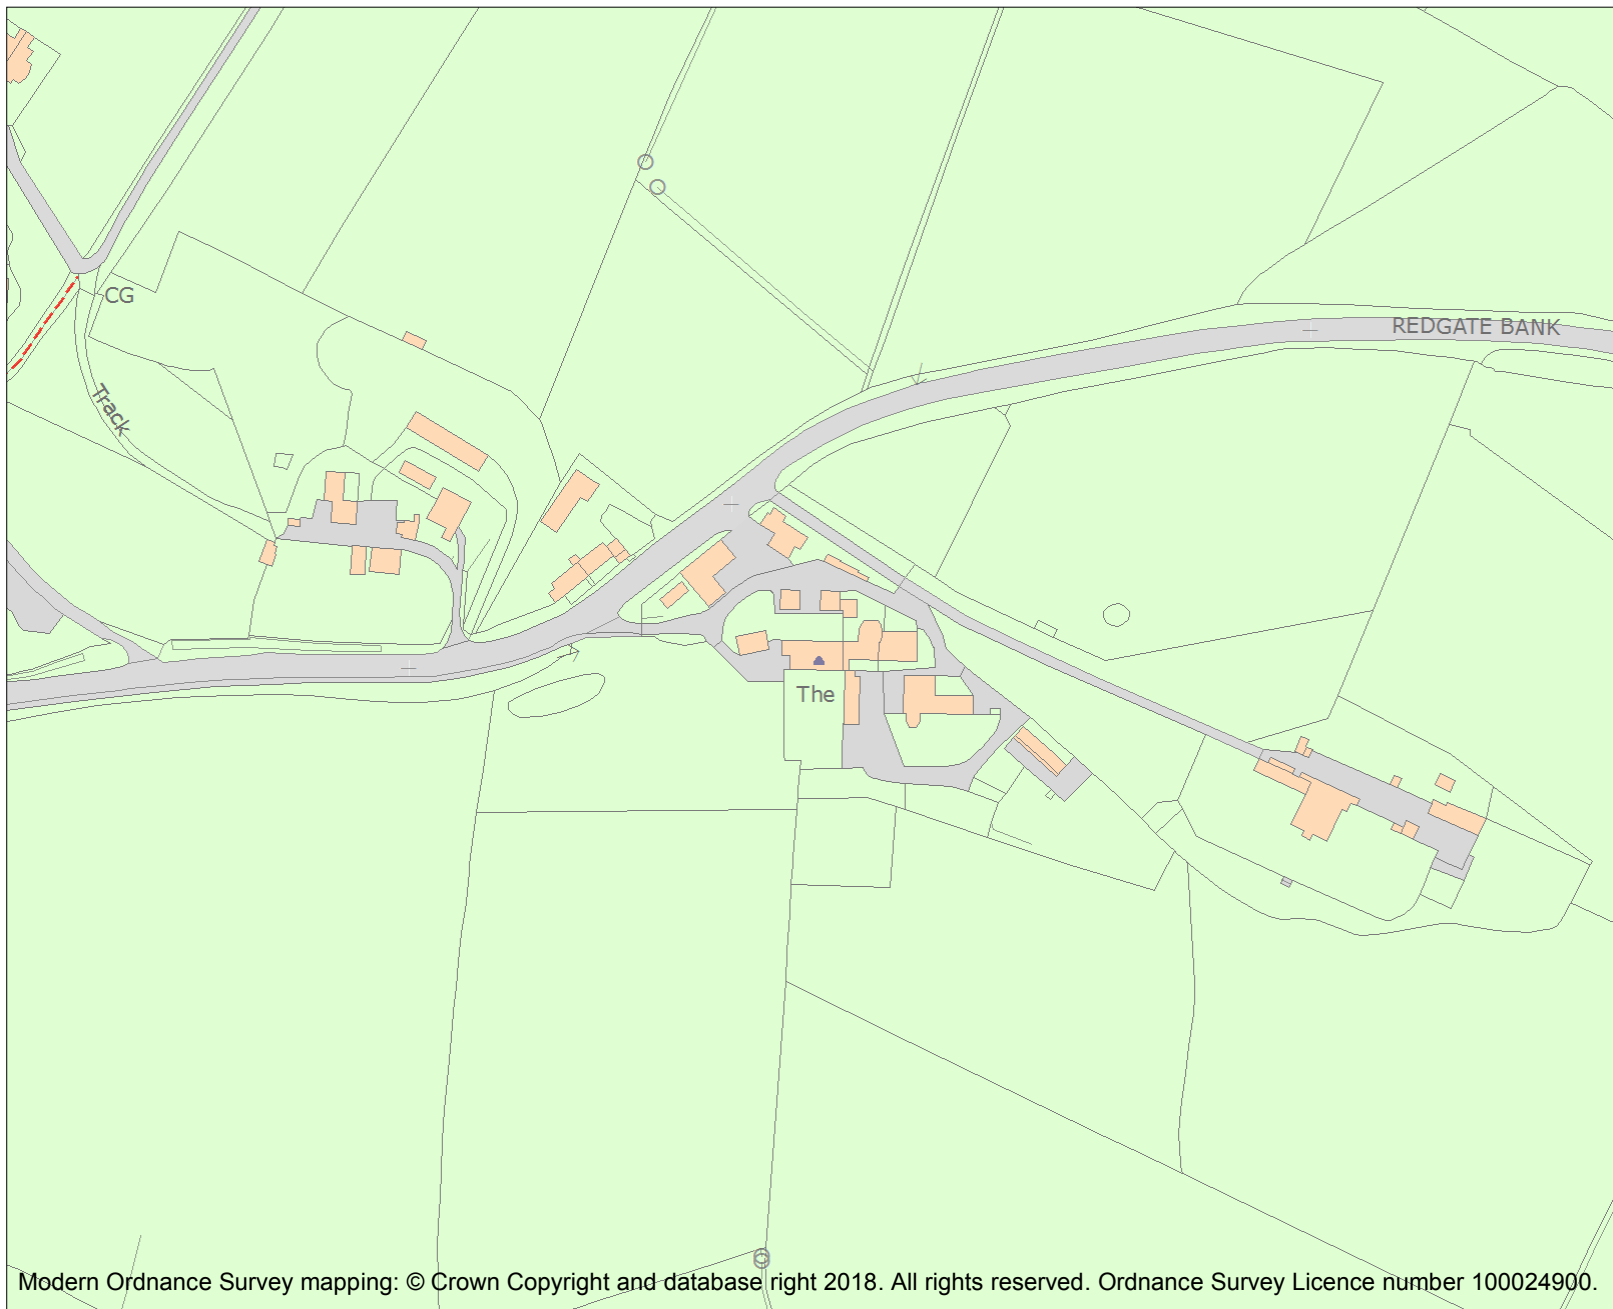 CG
REDGATE BANK
Track
The
Modern Ordnance Survey mapping: © Crown Copyright and database right 2018. All rights reserved. Ordnance Survey Licence number 100024900.